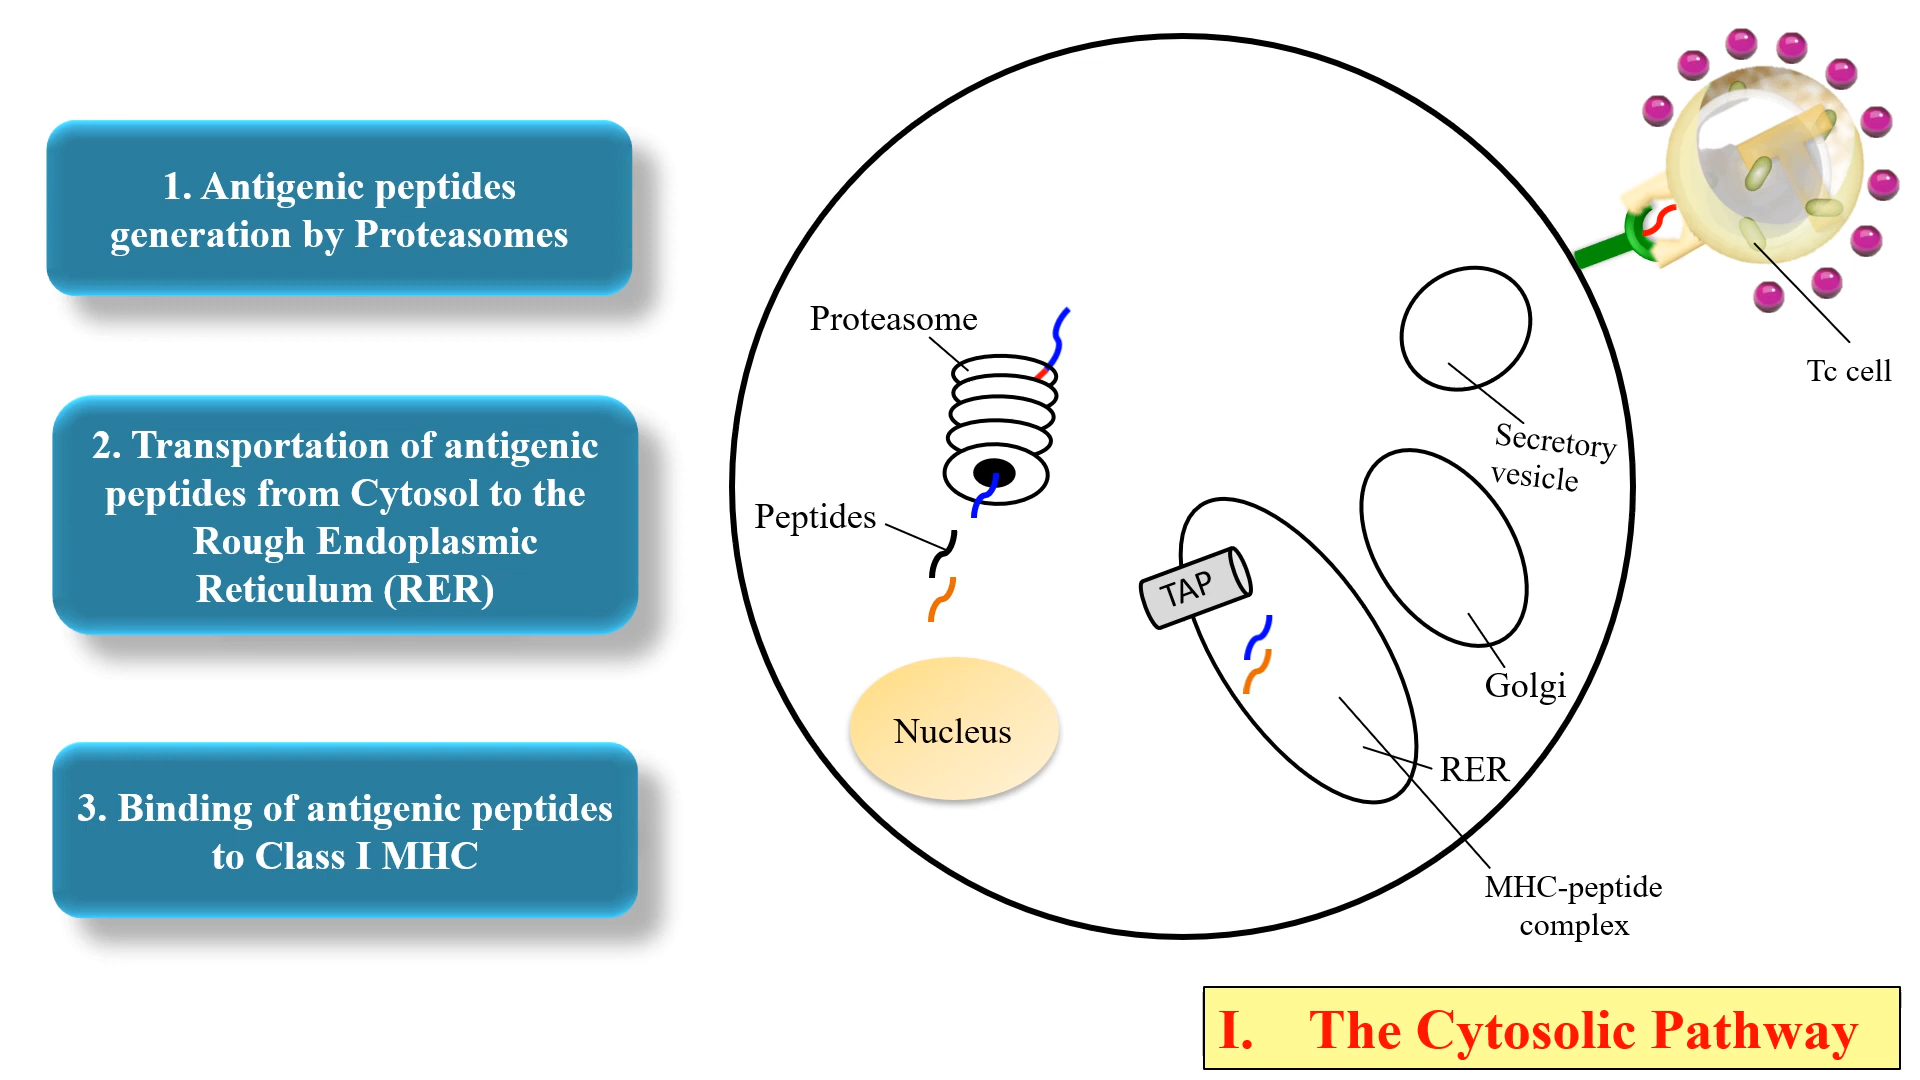 1. Antigenic peptides
generation by Proteasomes
2. Transportation of antigenic
peptides from Cytosol to the
Rough Endoplasmic
Reticulum (RER)
3. Binding of antigenic peptides
to Class I MHC
Proteasome
Peptides
Nucleus
TAP
Tc cell
Secretory
vesicle
Golgi
RER
MHC-peptide
complex
I. The Cytosolic Pathway